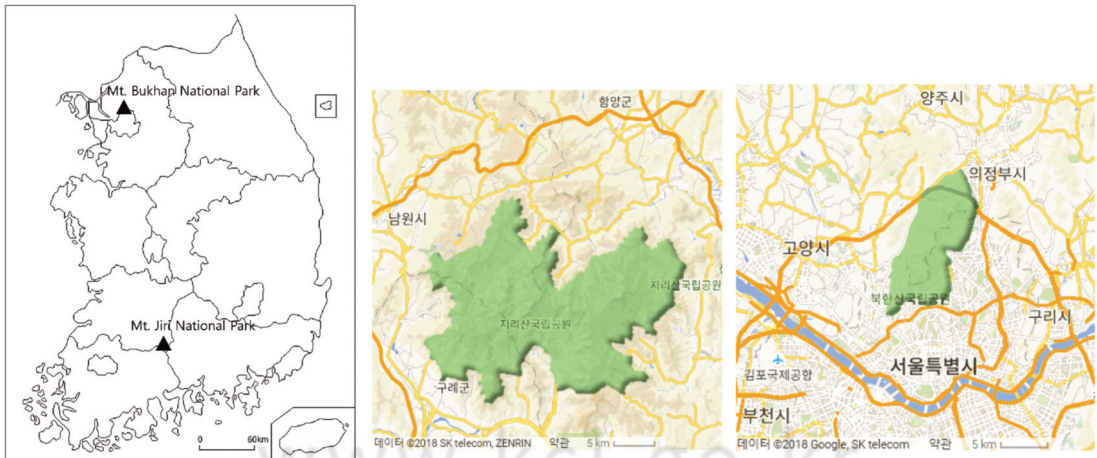 Mt. Bukhan National Park
Mt. Jiri National Park
0 60km
함양군
남원시
지리산국립공원
지리산국립공원
구례군
데이터 ©2018 SK telecom, ZENRIN 약관 5 km
양주시
의정부시
고양시
북한산국립공원
구리시
서울특별시
김포국제공항
부천시
데이터 ©2018 Google, SK telecom 약관 5 km